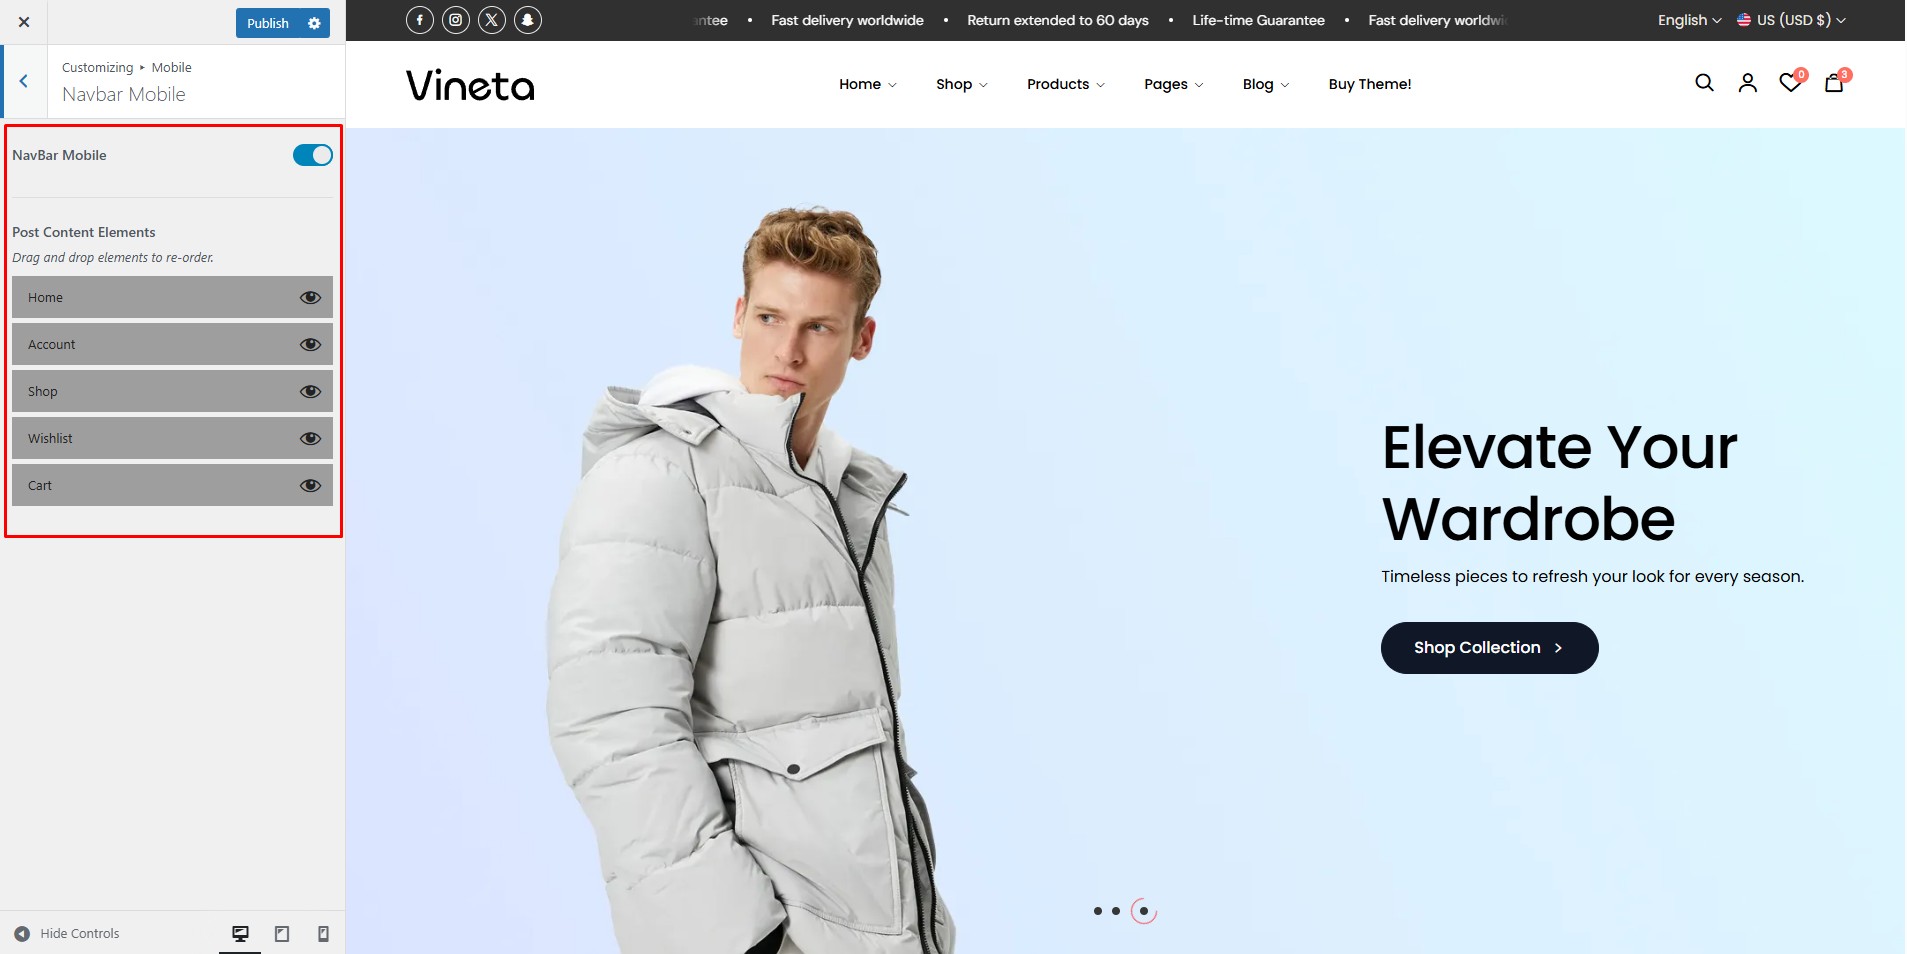 Publish
Customizing ▸ Mobile
Navbar Mobile
NavBar Mobile
Post Content Elements
Drag and drop elements to re-order.
Home
Account
Shop
Wishlist
Cart
Hide Controls
Fast delivery worldwide • Return extended to 60 days • Life-time Guarantee • Fast delivery
English US (USD $)
Vineta
Home Shop Products Pages Blog Buy Theme!
0 3
Elevate Your
Wardrobe
Timeless pieces to refresh your look for every season.
Shop Collection